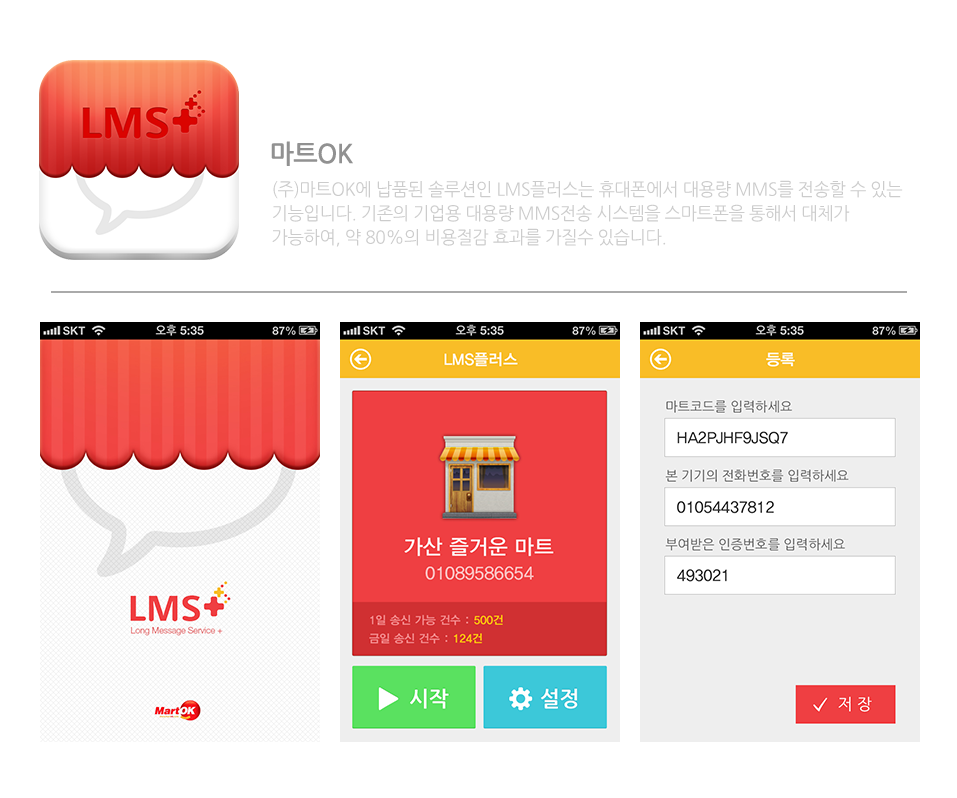 LMS+
마트OK
(주)마트OK에 납품된 솔루션인 LMS플러스는 휴대폰에서 대용량 MMS를 전송할 수 있는
기능입니다. 기존의 기업용 대용량 MMS전송 시스템을 스마트폰을 통해서 대체가
가능하여, 약 80%의 비용절감 효과를 가질수 있습니다.
SKT 오후 5:35 87%
LMS+
Long Message Service +
MartOK
SKT 오후 5:35 87%
LMS플러스
가산 즐거운 마트
01089586654
1일 송신 가능 건수 : 500건
금일 송신 건수 : 124건
시작
설정
SKT 오후 5:35 87%
등록
마트코드를 입력하세요
HA2PJHF9JSQ7
본 기기의 전화번호를 입력하세요
01054437812
부여받은 인증번호를 입력하세요
493021
저 장